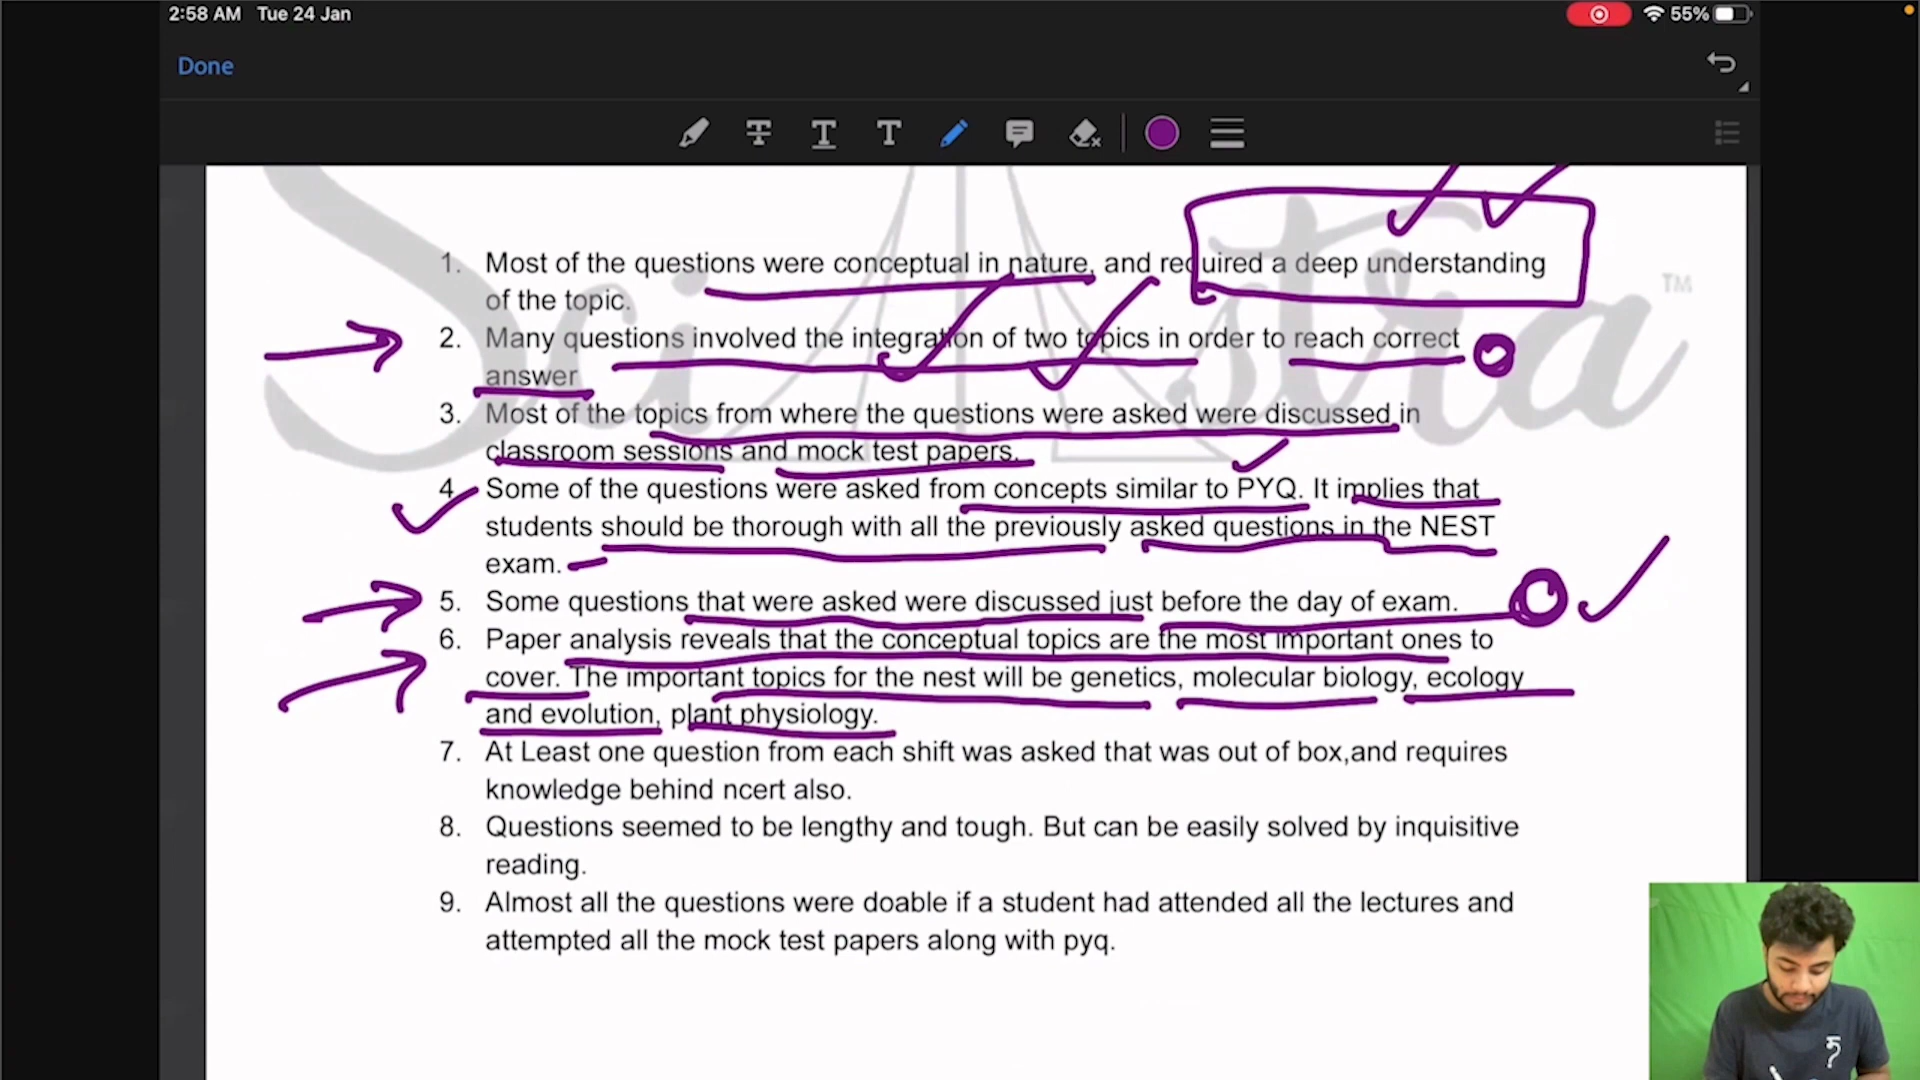 2:58 AM Tue 24 Jan
55%
Done
SciAstra
TM
1. Most of the questions were conceptual in nature, and required a deep understanding
of the topic.
2. Many questions involved the integration of two topics in order to reach correct
answer
3. Most of the topics from where the questions were asked were discussed in
classroom sessions and mock test papers.
4. Some of the questions were asked from concepts similar to PYQ. It implies that
students should be thorough with all the previously asked questions in the NEST
exam.
5. Some questions that were asked were discussed just before the day of exam.
6. Paper analysis reveals that the conceptual topics are the most important ones to
cover. The important topics for the nest will be genetics, molecular biology, ecology
and evolution, plant physiology.
7. At Least one question from each shift was asked that was out of box,and requires
knowledge behind ncert also.
8. Questions seemed to be lengthy and tough. But can be easily solved by inquisitive
reading.
9. Almost all the questions were doable if a student had attended all the lectures and
attempted all the mock test papers along with pyq.